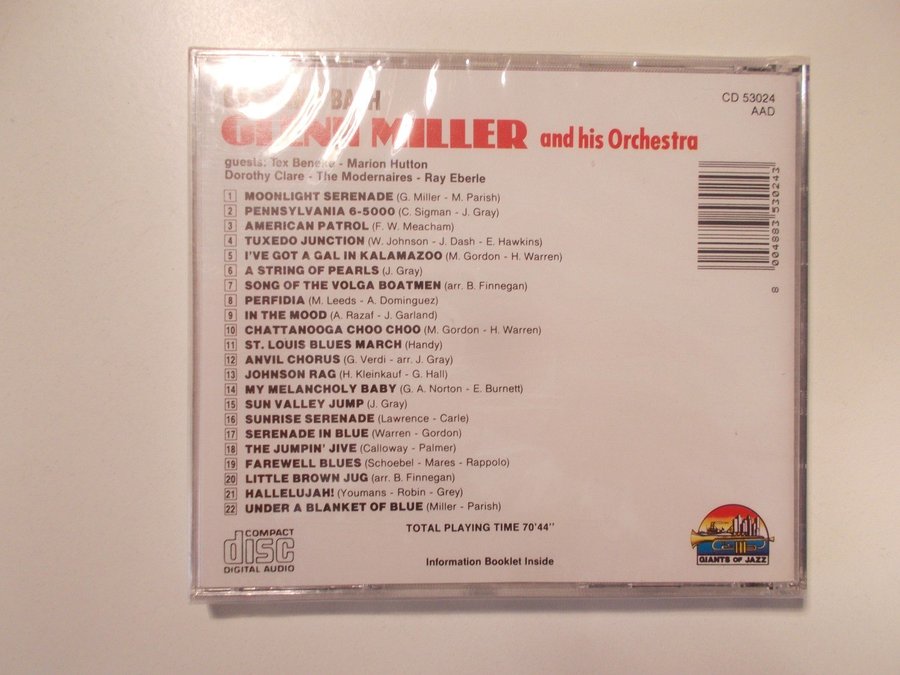 GLENN MILLER and his Orchestra
guests: Tex Beneke - Marion Hutton
Dorothy Clare - The Modernaires - Ray Eberle
CD 53024
AAD
1 MOONLIGHT SERENADE (G. Miller - M. Parish)
2 PENNSYLVANIA 6-5000 (C. Sigman - J. Gray)
3 AMERICAN PATROL (F. W. Meacham)
4 TUXEDO JUNCTION (W. Johnson - J. Dash - E. Hawkins)
5 I'VE GOT A GAL IN KALAMAZOO (M. Gordon - H. Warren)
6 A STRING OF PEARLS (J. Gray)
7 SONG OF THE VOLGA BOATMEN (arr. B. Finnegan)
8 PERFIDIA (M. Leeds - A. Dominguez)
9 IN THE MOOD (A. Razaf - J. Garland)
10 CHATTANOOGA CHOO CHOO (M. Gordon - H. Warren)
11 ST. LOUIS BLUES MARCH (Handy)
12 ANVIL CHORUS (G. Verdi - arr. J. Gray)
13 JOHNSON RAG (H. Kleinkauf - G. Hall)
14 MY MELANCHOLY BABY (G. A. Norton - E. Burnett)
15 SUN VALLEY JUMP (J. Gray)
16 SUNRISE SERENADE (Lawrence - Carle)
17 SERENADE IN BLUE (Warren - Gordon)
18 THE JUMPIN' JIVE (Calloway - Palmer)
19 FAREWELL BLUES (Schoebel - Mares - Rappolo)
20 LITTLE BROWN JUG (arr. B. Finnegan)
21 HALLELUJAH! (Youmans - Robin - Grey)
22 UNDER A BLANKET OF BLUE (Miller - Parish)
TOTAL PLAYING TIME 70'44''
Information Booklet Inside
COMPACT
disc
DIGITAL AUDIO
8 004883 530243
GIANTS OF JAZZ